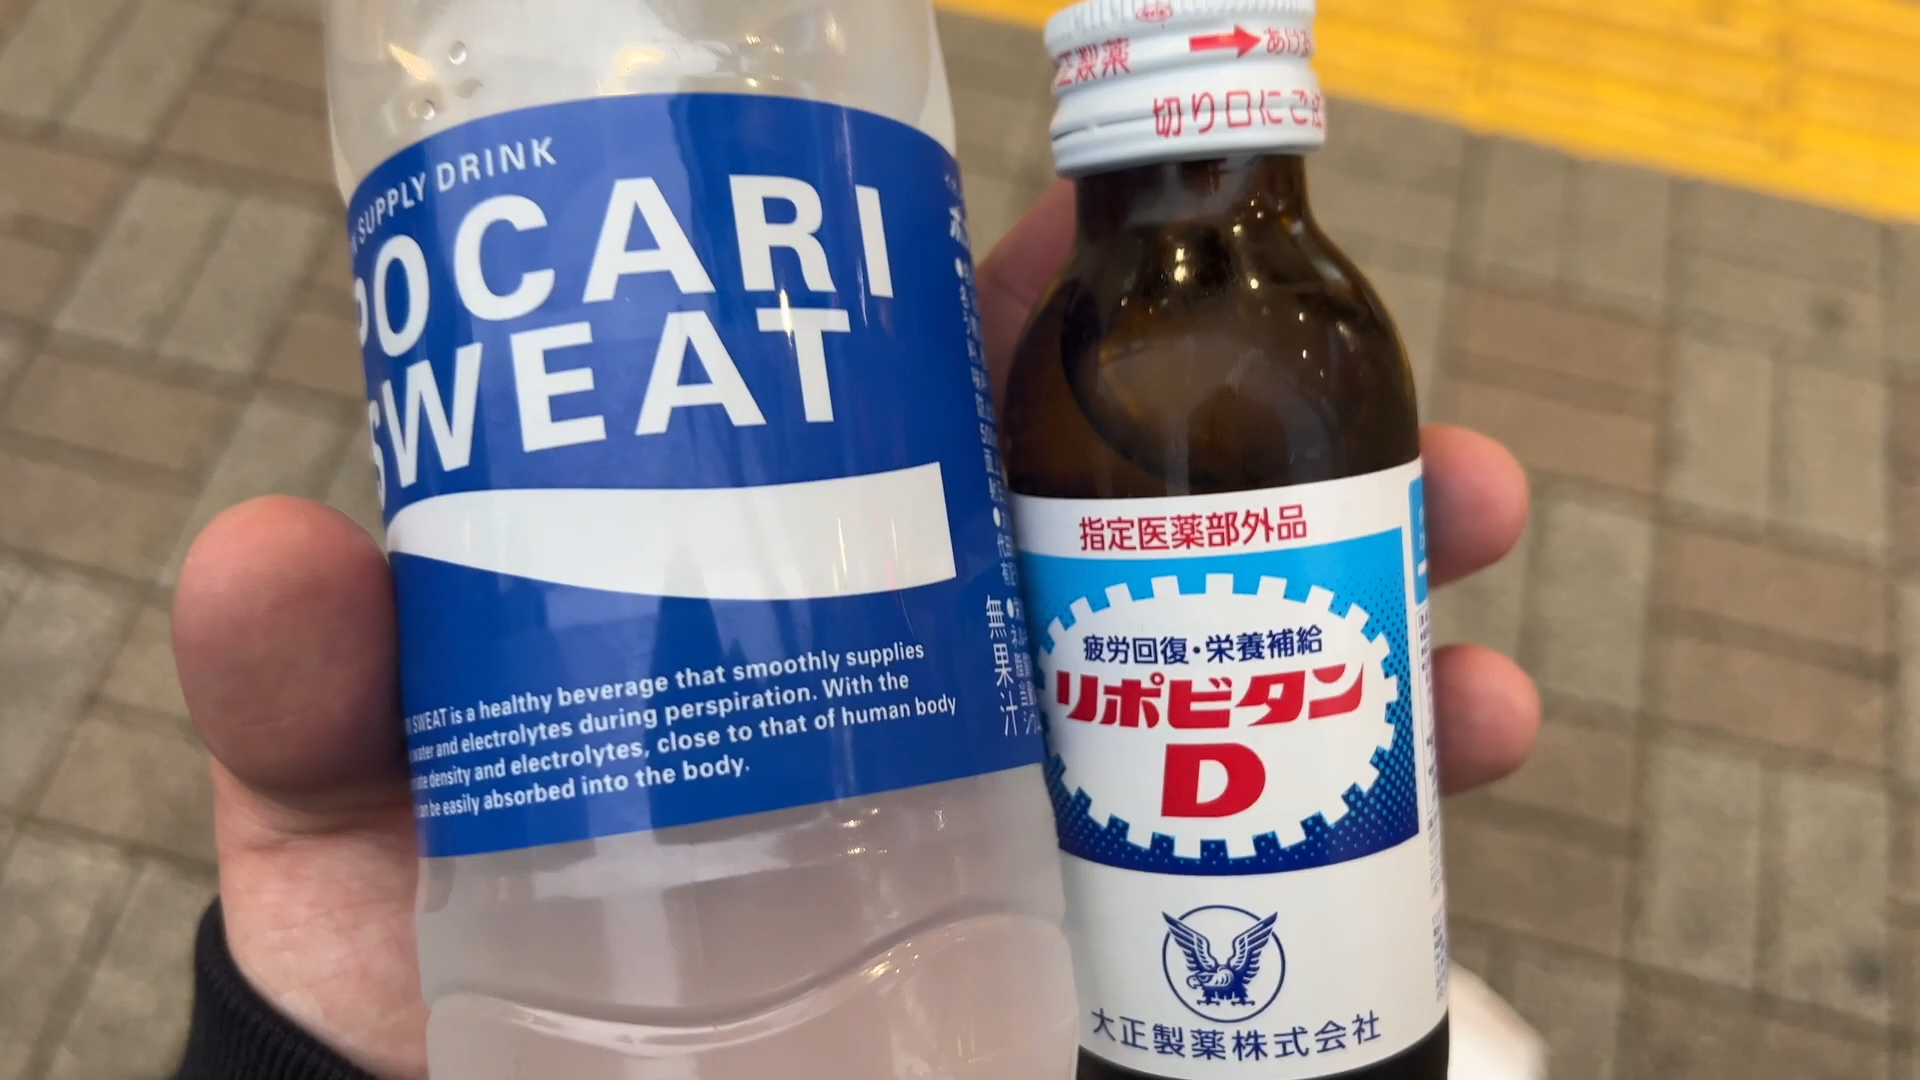 SUPPLY DRINK
POCARI
SWEAT
SWEAT is a healthy beverage that smoothly supplies
water and electrolytes during perspiration. With the
density and electrolytes, close to that of human body
can be easily absorbed into the body.
無果汁
製薬 → あけ
切り口にご
指定医薬部外品
疲労回復・栄養補給
リポビタン
D
大正製薬株式会社